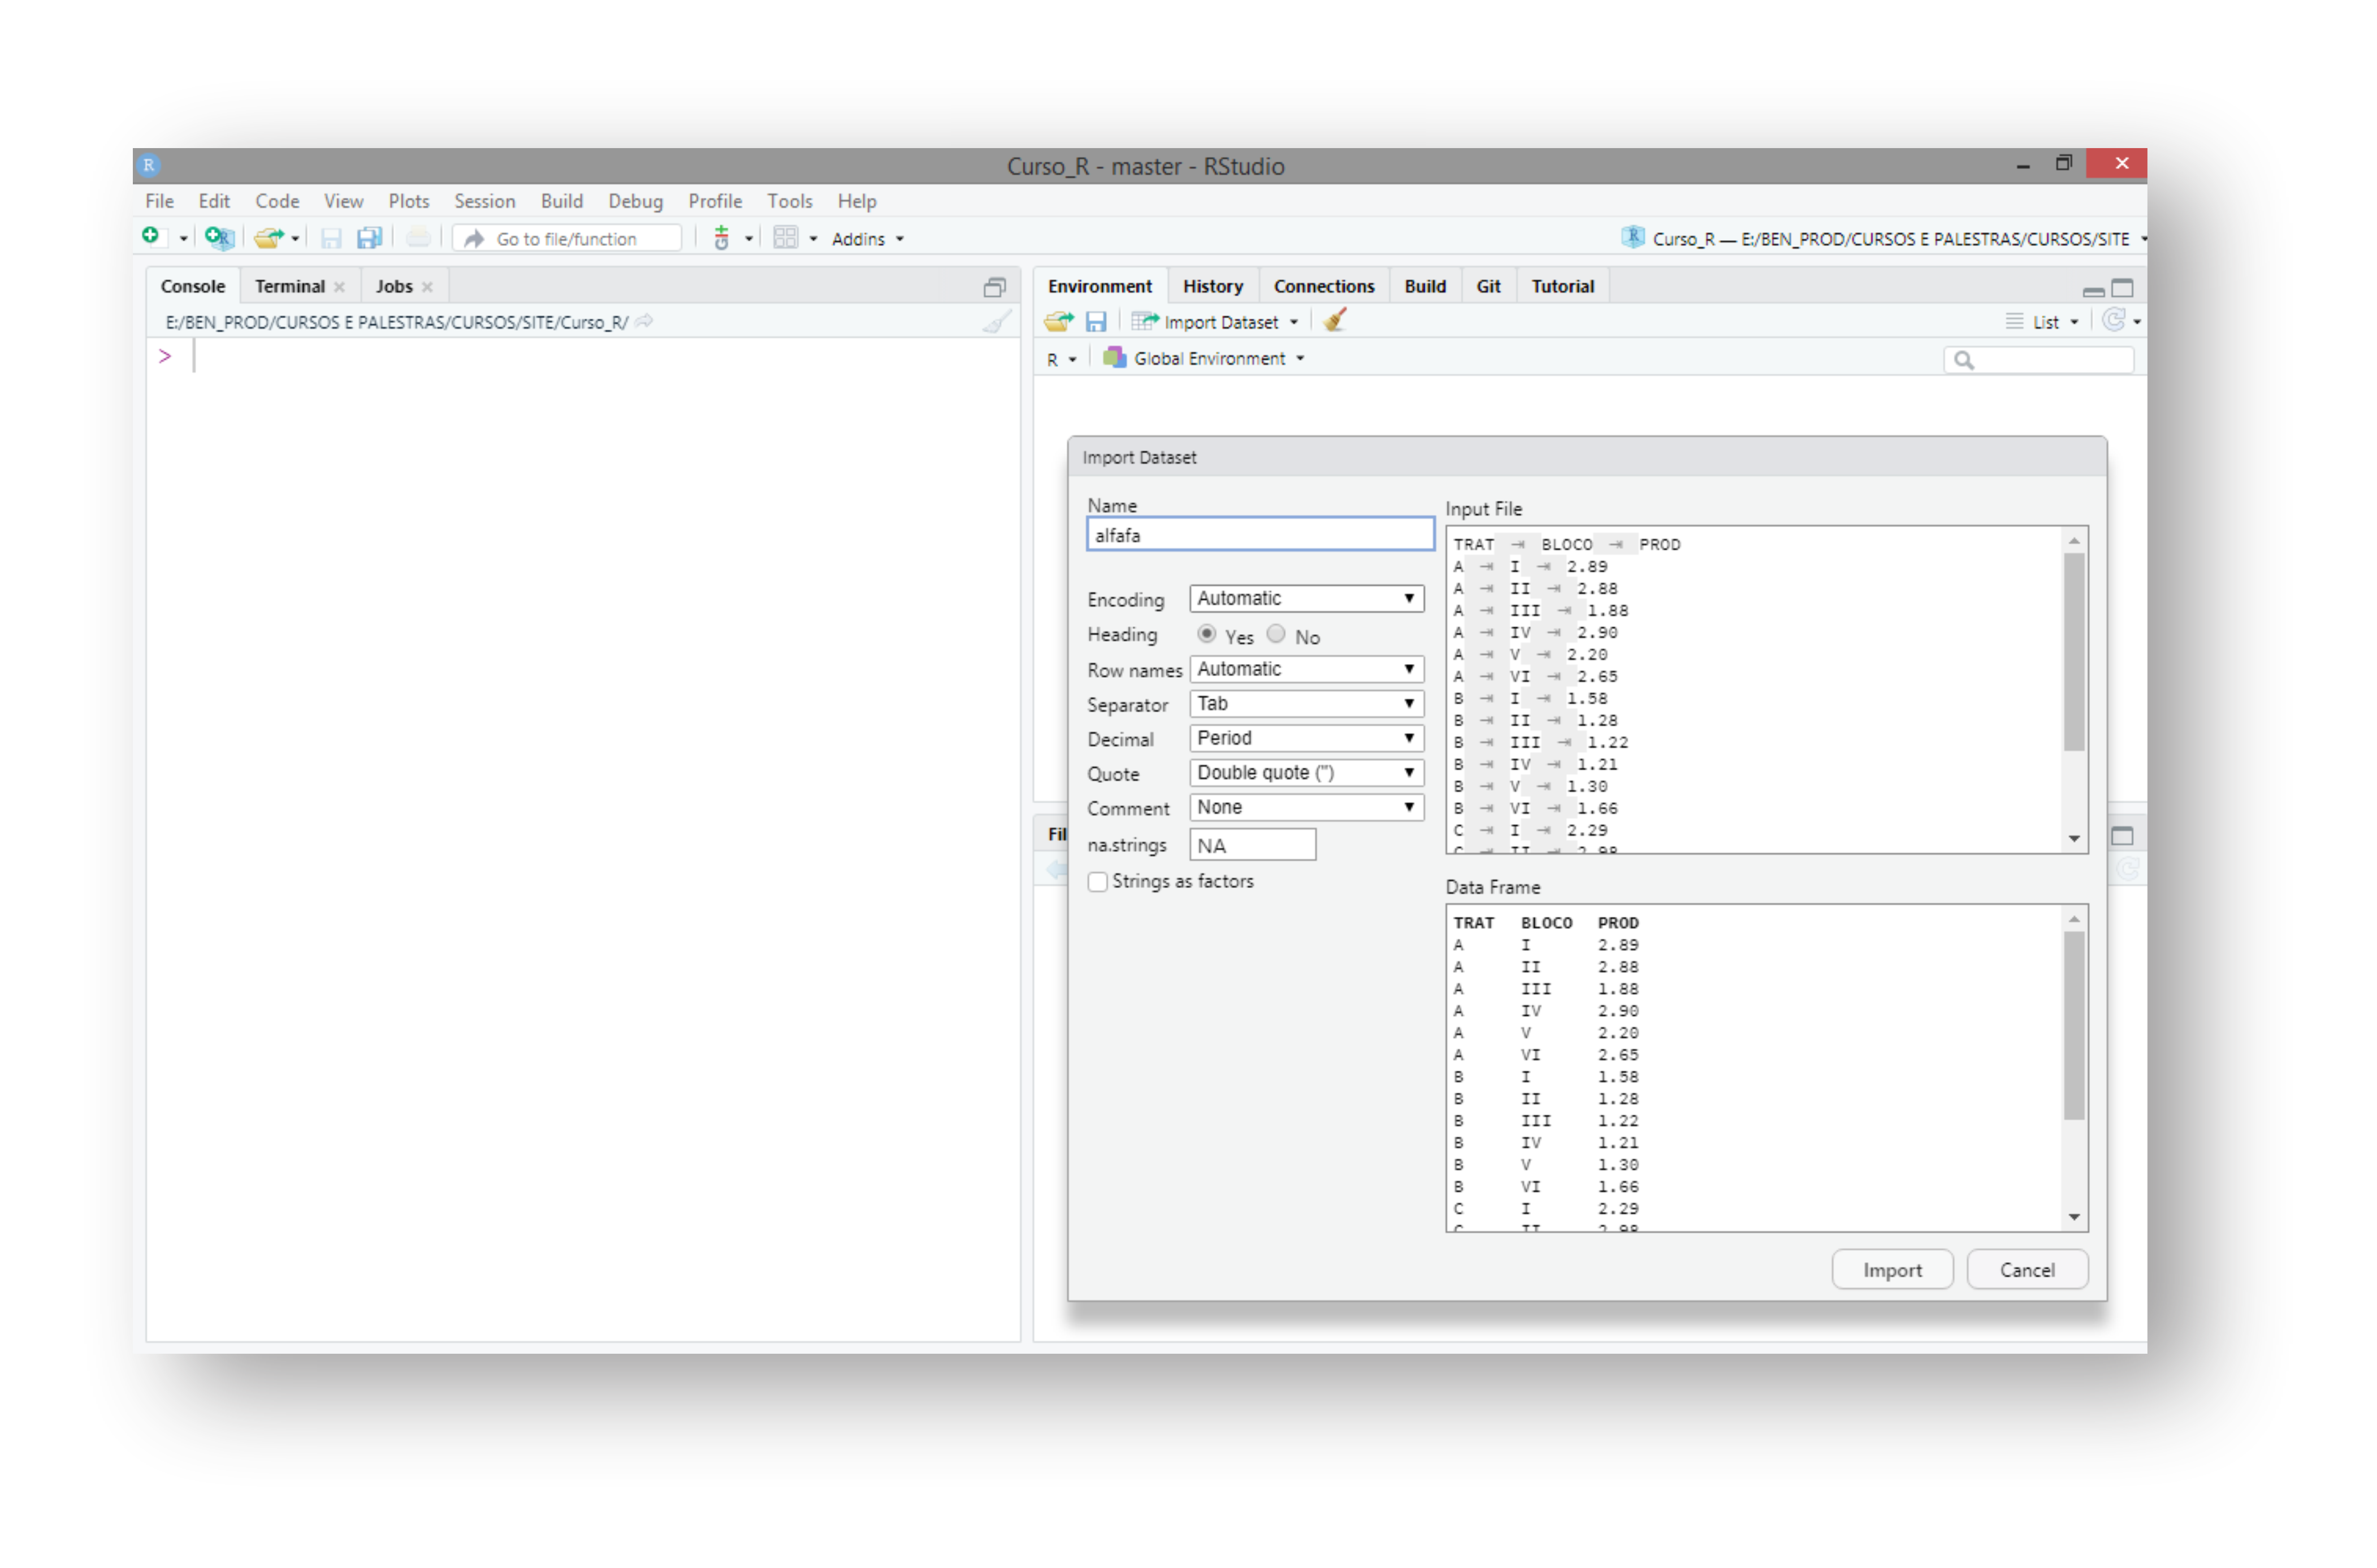 Curso_R - master - RStudio
File Edit Code View Plots Session Build Debug Profile Tools Help
Go to file/function Addins Curso_R — E:/BEN_PROD/CURSOS E PALESTRAS/CURSOS/SITE
Console Terminal Jobs
E:/BEN_PROD/CURSOS E PALESTRAS/CURSOS/SITE/Curso_R/
>
Environment History Connections Build Git Tutorial
Import Dataset List
R Global Environment
Import Dataset
Name
alfafa
Encoding Automatic
Heading Yes No
Row names Automatic
Separator Tab
Decimal Period
Quote Double quote (")
Comment None
na.strings NA
Strings as factors
Input File
TRAT ⇥ BLOCO ⇥ PROD
A ⇥ I ⇥ 2.89
A ⇥ II ⇥ 2.88
A ⇥ III ⇥ 1.88
A ⇥ IV ⇥ 2.90
A ⇥ V ⇥ 2.20
A ⇥ VI ⇥ 2.65
B ⇥ I ⇥ 1.58
B ⇥ II ⇥ 1.28
B ⇥ III ⇥ 1.22
B ⇥ IV ⇥ 1.21
B ⇥ V ⇥ 1.30
B ⇥ VI ⇥ 1.66
C ⇥ I ⇥ 2.29
C ⇥ II ⇥ 2.98
Data Frame
TRAT BLOCO PROD
A I 2.89
A II 2.88
A III 1.88
A IV 2.90
A V 2.20
A VI 2.65
B I 1.58
B II 1.28
B III 1.22
B IV 1.21
B V 1.30
B VI 1.66
C I 2.29
C II 2.98
Import Cancel
Fil